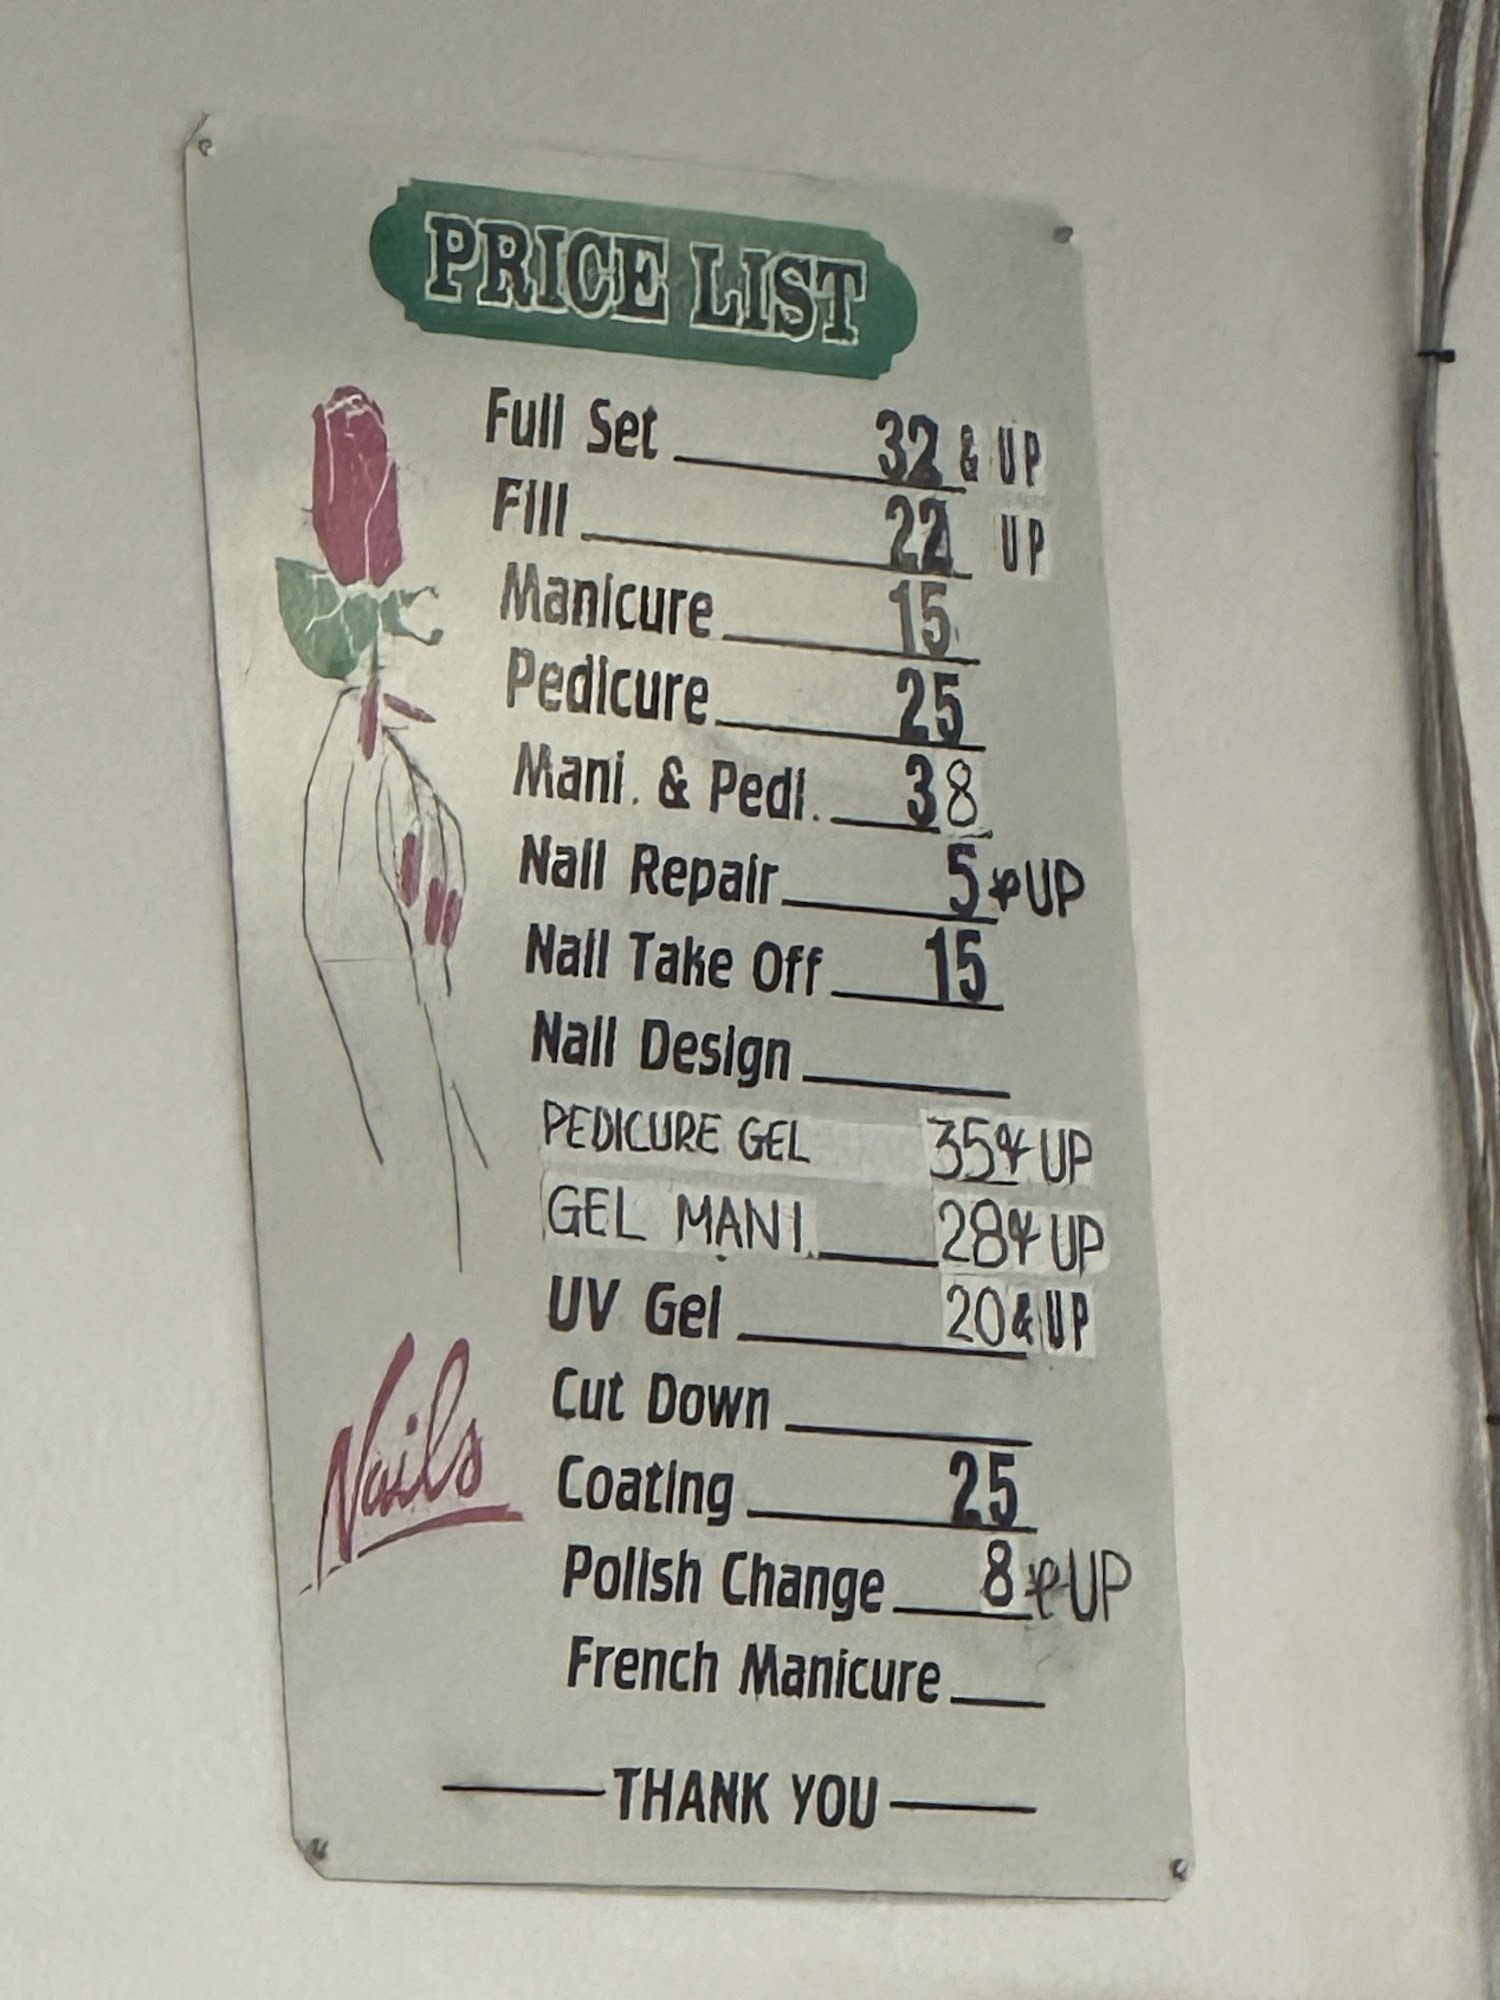 PRICE LIST
Full Set 32 & UP
Fill 22 UP
Manicure 15
Pedicure 25
Mani. & Pedi. 38
Nail Repair 5 & UP
Nail Take Off 15
Nail Design
PEDICURE GEL 35 & UP
GEL MANI. 28 & UP
UV Gel 20 & UP
Cut Down
Coating 25
Polish Change 8 & UP
French Manicure
Nails
THANK YOU